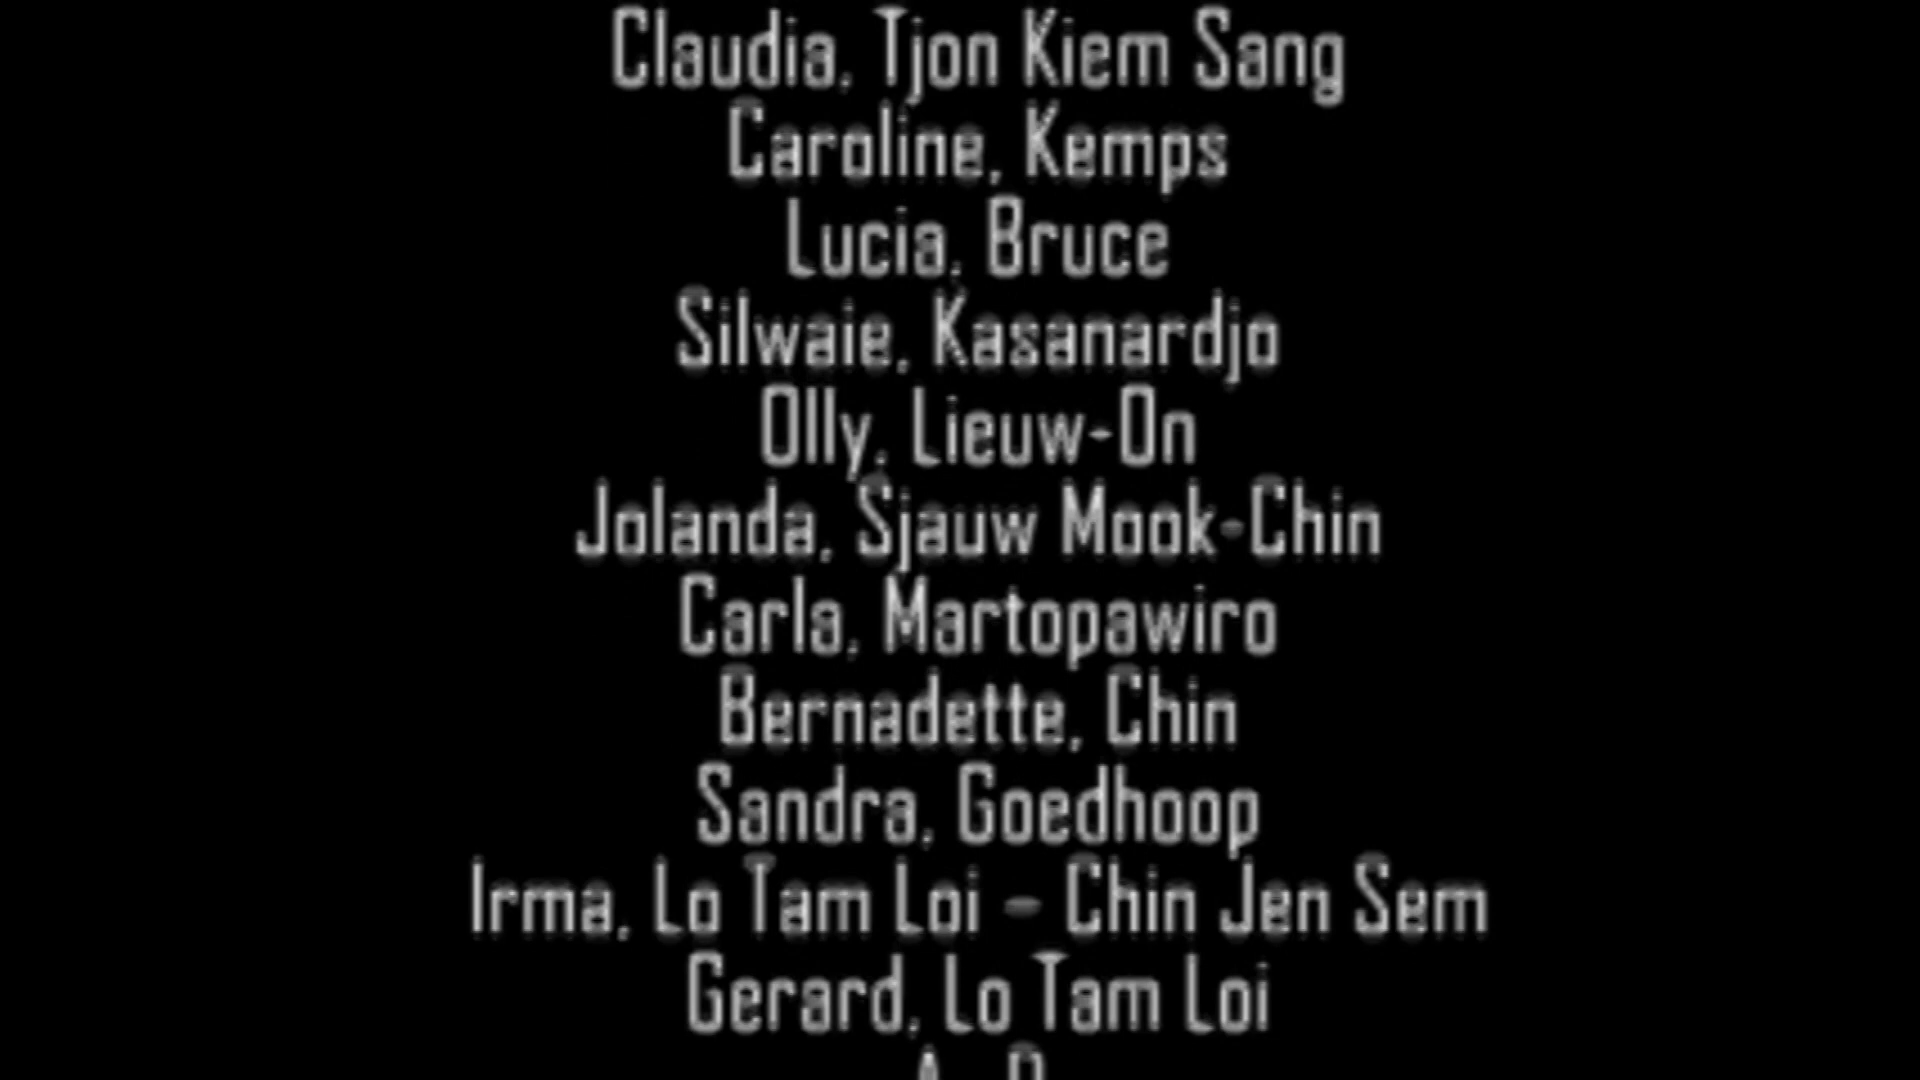 Claudia, Tjon Kiem Sang
Caroline, Kemps
Lucia, Bruce
Silwaie, Kasanardjo
Olly, Lieuw-On
Jolanda, Sjauw Mook-Chin
Carla, Martopawiro
Bernadette, Chin
Sandra, Goedhoop
Irma, Lo Tam Loi - Chin Jen Sem
Gerard, Lo Tam Loi